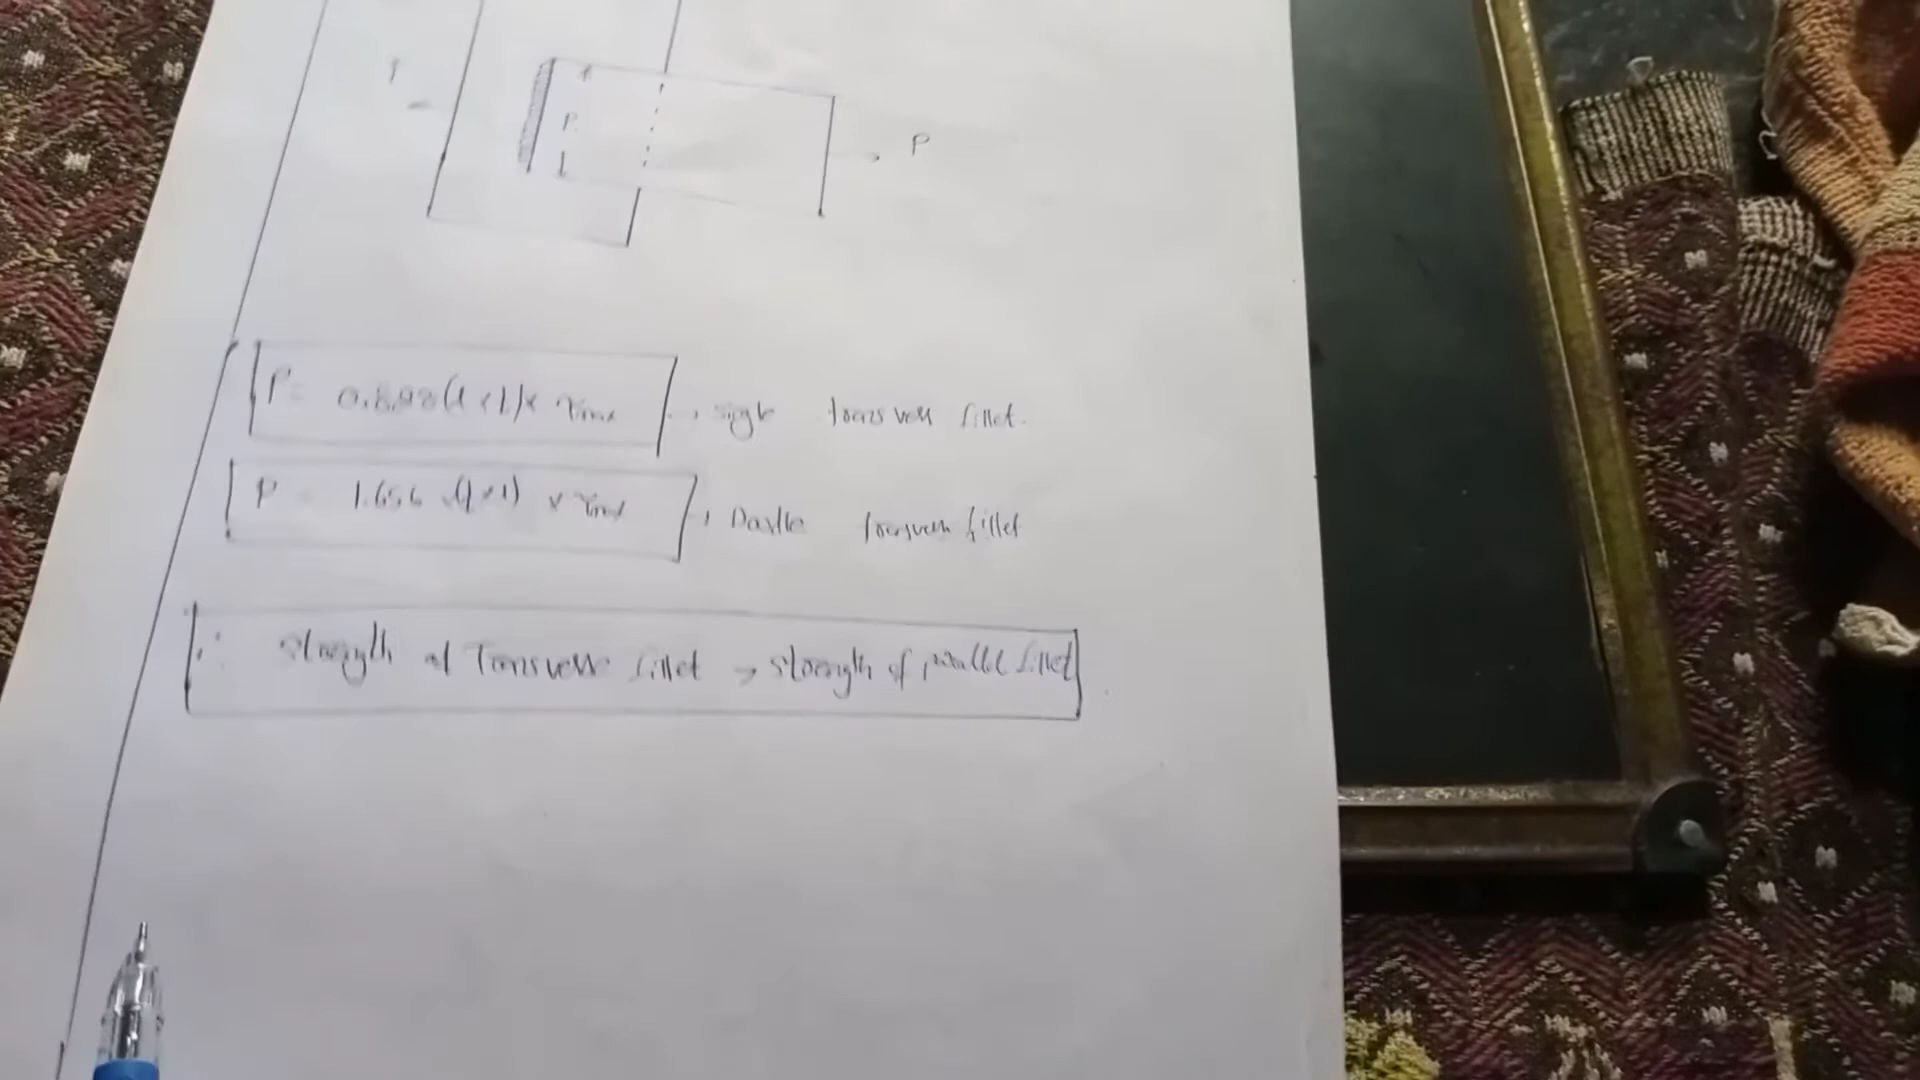 P
P
P = 0.828 (t × l) × τmax → single transverse fillet.
P = 1.656 (t × l) × τmax → Double transverse fillet
∴ strength of Transverse fillet > strength of parallel fillet